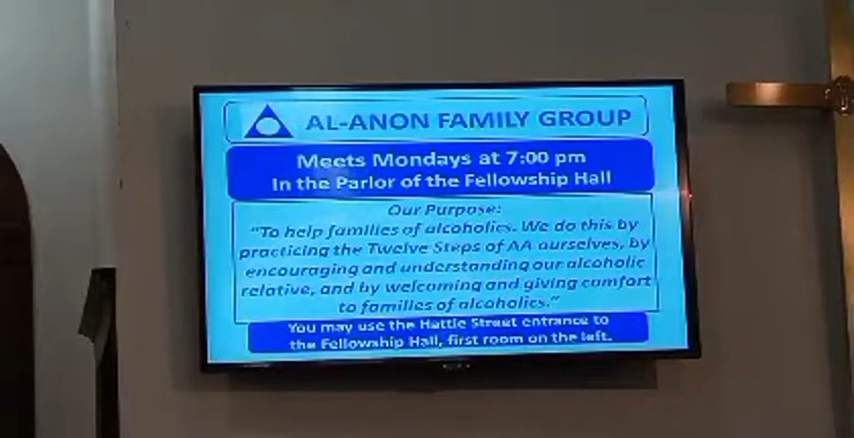 AL-ANON FAMILY GROUP
Meets Mondays at 7:00 pm
In the Parlor of the Fellowship Hall
Our Purpose:
"To help families of alcoholics. We do this by
practicing the Twelve Steps of AA ourselves, by
encouraging and understanding our alcoholic
relative, and by welcoming and giving comfort
to families of alcoholics."
You may use the Hattie Street entrance to
the Fellowship Hall, first room on the left.